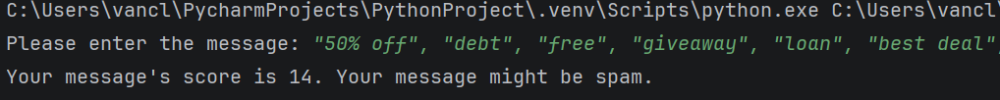 C:\Users\vancl\PycharmProjects\PythonProject\.venv\Scripts\python.exe C:\Users\vancl\
Please enter the message: "50% off", "debt", "free", "giveaway", "loan", "best deal",
Your message's score is 14. Your message might be spam.